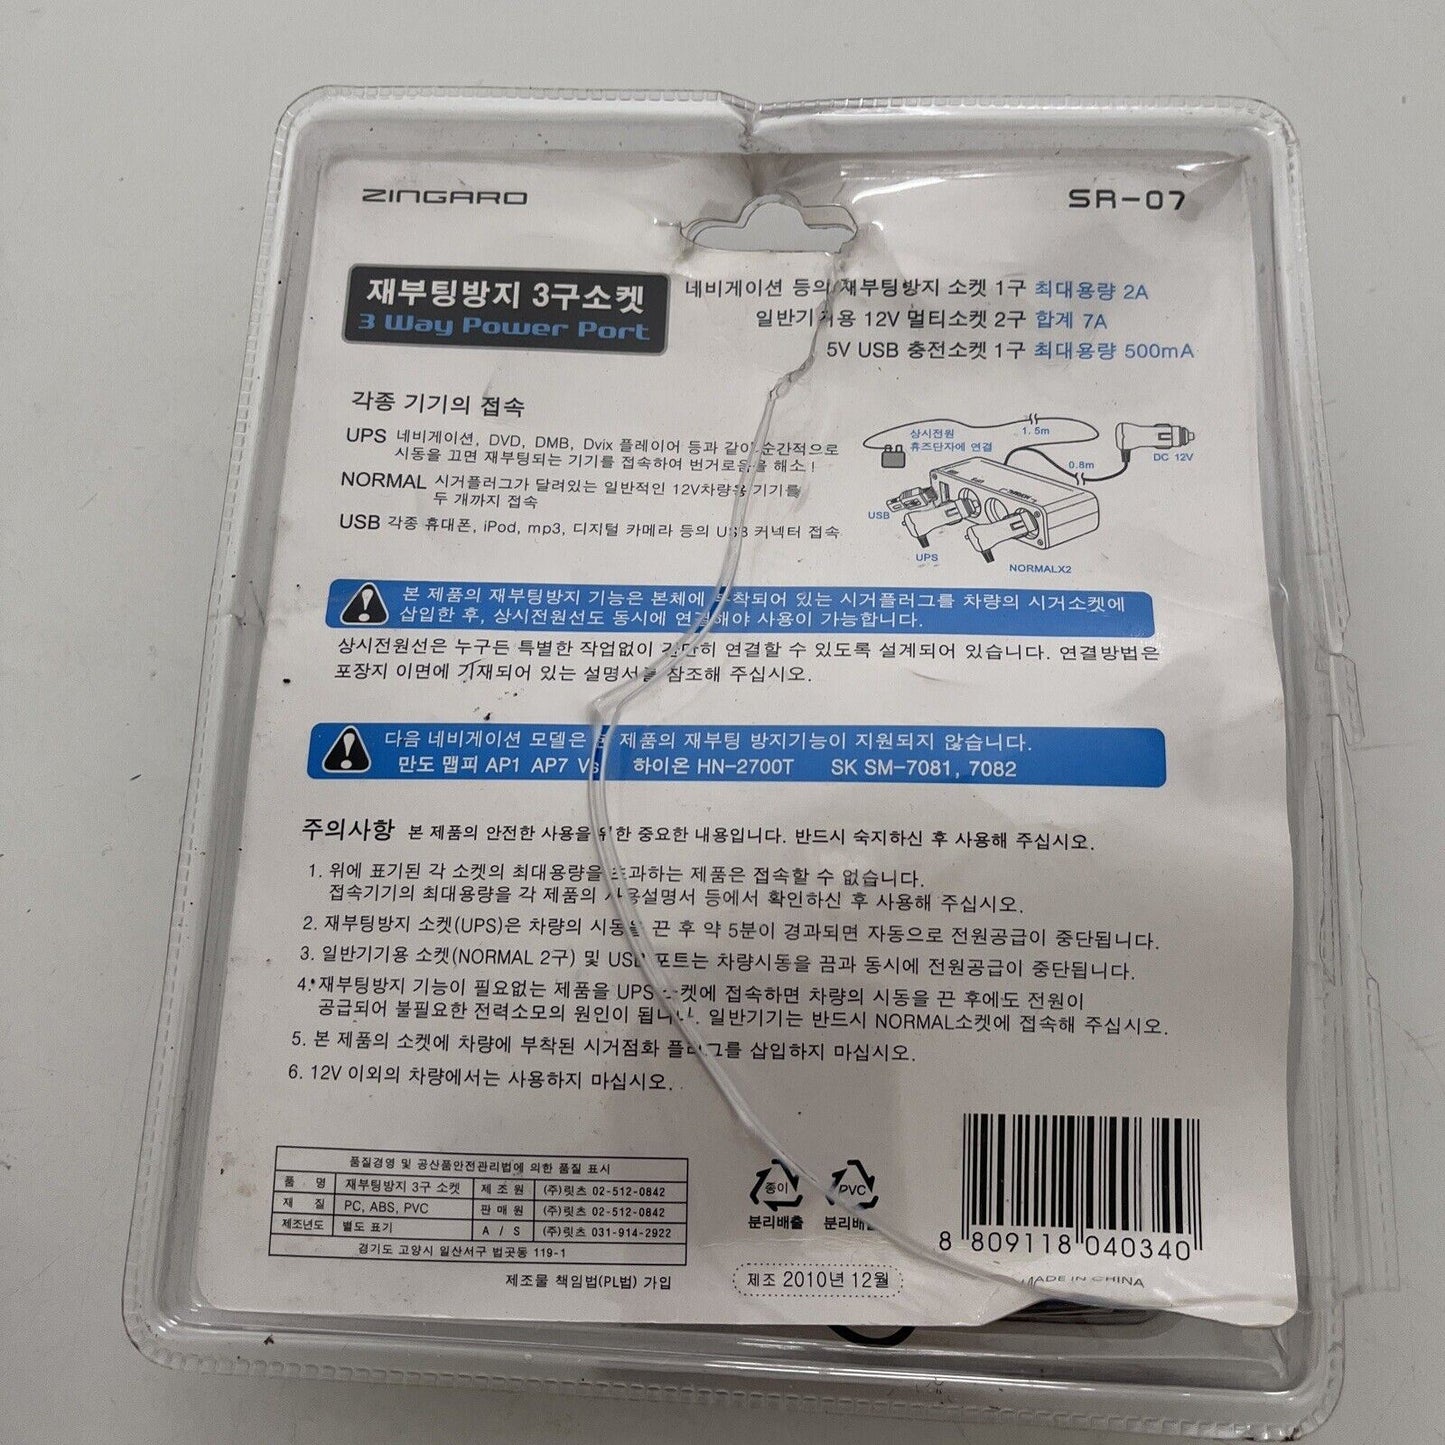 ZINGARO
SR-07
재부팅방지 3구소켓
3 Way Power Port
네비게이션 등의 재부팅방지 소켓 1구 최대용량 2A
일반기기용 12V 멀티소켓 2구 합계 7A
5V USB 충전소켓 1구 최대용량 500mA
각종 기기의 접속
UPS 네비게이션, DVD, DMB, Dvix 플레이어 등과 같이 순간적으로
시동을 끄면 재부팅되는 기기를 접속하여 번거로움을 해소!
NORMAL 시거플러그가 달려있는 일반적인 12V차량용 기기를
두 개까지 접속
USB 각종 휴대폰, iPod, mp3, 디지털 카메라 등의 USB 커넥터 접속
상시전원
휴즈단자에 연결
1.5m
DC 12V
0.8m
USB
UPS
NORMALX2
본 제품의 재부팅방지 기능은 본체에 부착되어 있는 시거플러그를 차량의 시거소켓에
삽입한 후, 상시전원선도 동시에 연결해야 사용이 가능합니다.
상시전원선은 누구든 특별한 작업없이 간단히 연결할 수 있도록 설계되어 있습니다. 연결방법은
포장지 이면에 기재되어 있는 설명서를 참조해 주십시오.
다음 네비게이션 모델은 본 제품의 재부팅 방지기능이 지원되지 않습니다.
만도 맵피 AP1 AP7 Vs 하이온 HN-2700T SK SM-7081, 7082
주의사항 본 제품의 안전한 사용을 위한 중요한 내용입니다. 반드시 숙지하신 후 사용해 주십시오.
1. 위에 표기된 각 소켓의 최대용량을 초과하는 제품은 접속할 수 없습니다.
접속기기의 최대용량을 각 제품의 사용설명서 등에서 확인하신 후 사용해 주십시오.
2. 재부팅방지 소켓(UPS)은 차량의 시동을 끈 후 약 5분이 경과되면 자동으로 전원공급이 중단됩니다.
3. 일반기기용 소켓(NORMAL 2구) 및 USB 포트는 차량시동을 끔과 동시에 전원공급이 중단됩니다.
4. 재부팅방지 기능이 필요없는 제품을 UPS 소켓에 접속하면 차량의 시동을 끈 후에도 전원이
공급되어 불필요한 전력소모의 원인이 됩니다. 일반기기는 반드시 NORMAL소켓에 접속해 주십시오.
5. 본 제품의 소켓에 차량에 부착된 시거점화 플러그를 삽입하지 마십시오.
6. 12V 이외의 차량에서는 사용하지 마십시오.
품질경영 및 공산품안전관리법에 의한 품질 표시
품 명 재부팅방지 3구 소켓 제 조 원 (주)릿츠 02-512-0842
재 질 PC, ABS, PVC 판 매 원 (주)릿츠 02-512-0842
제조년도 별도 표기 A / S (주)릿츠 031-914-2922
경기도 고양시 일산서구 법곳동 119-1
제조물 책임법(PL법) 가입
종이
분리배출
PVC
분리배출
제조 2010년 12월
8 809118 040340
MADE IN CHINA